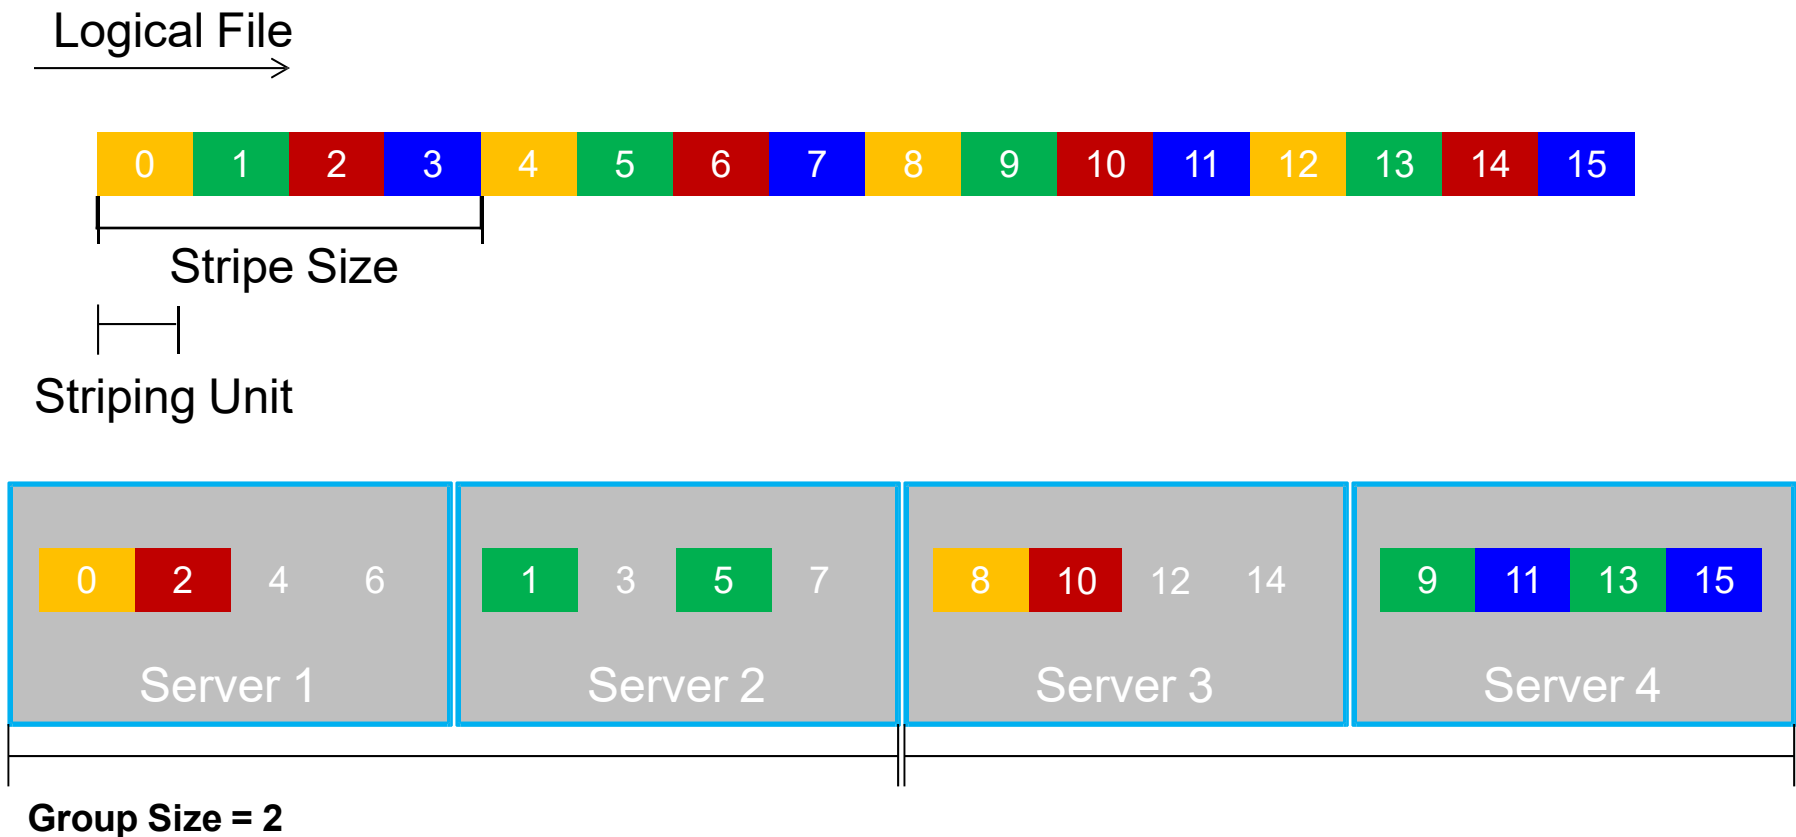 Logical File
0 1 2 3 4 5 6 7 8 9 10 11 12 13 14 15
Stripe Size
Striping Unit
0 2 4 6 1 3 5 7 8 10 12 14 9 11 13 15
Server 1 Server 2 Server 3 Server 4
Group Size = 2